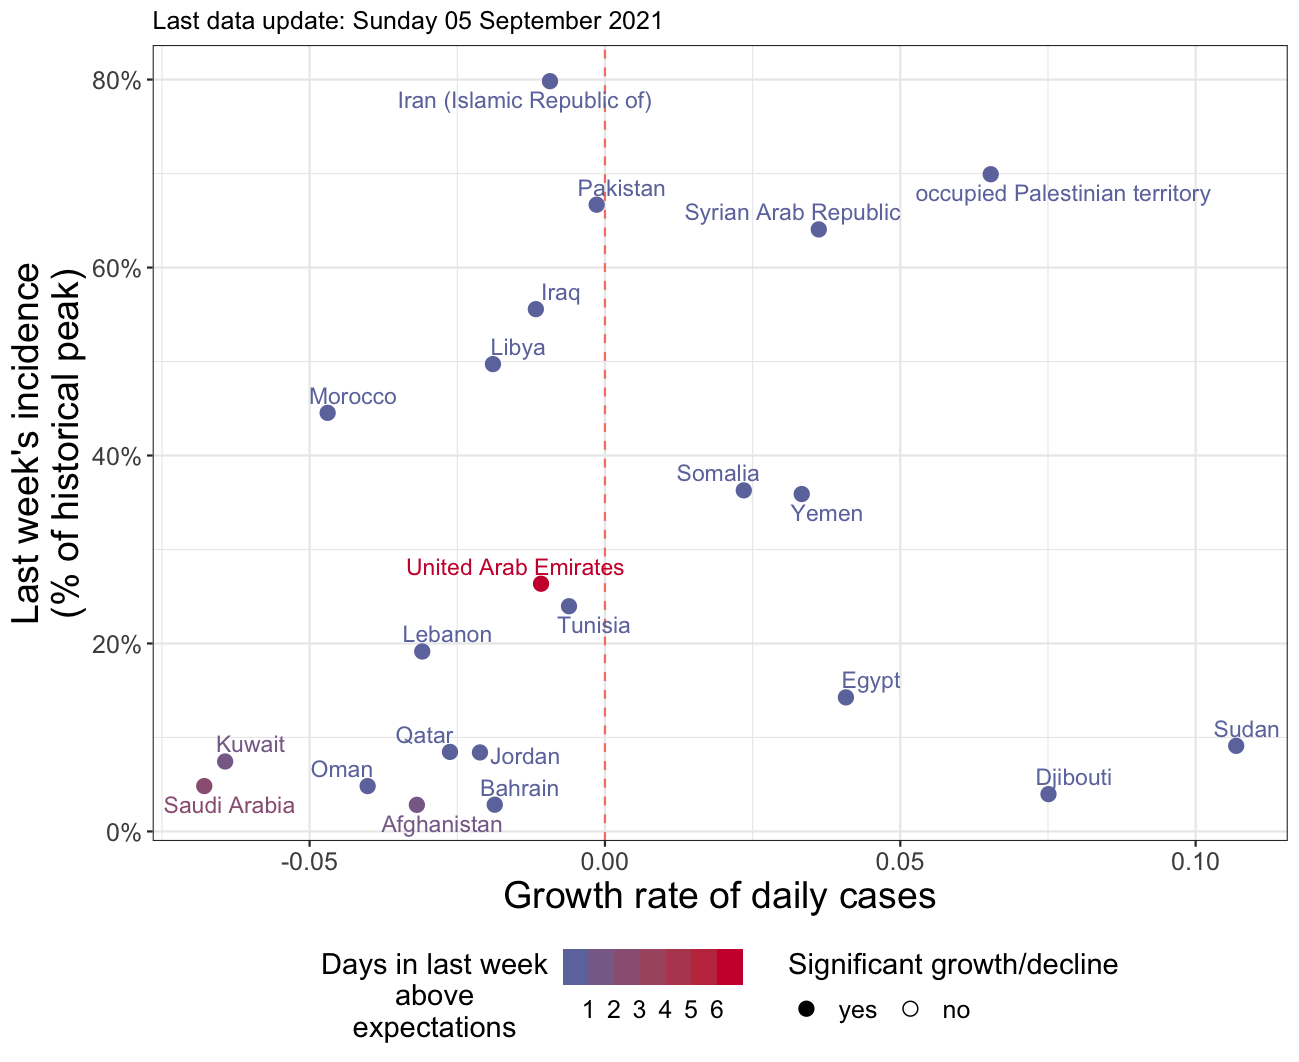 Last data update: Sunday 05 September 2021
80%
Iran (Islamic Republic of)
Pakistan
occupied Palestinian territory
Syrian Arab Republic
60%
Iraq
Libya
Morocco
40%
Somalia
Yemen
United Arab Emirates
Tunisia
Lebanon
20%
Egypt
Sudan
Qatar
Kuwait
Jordan
Oman
Djibouti
Bahrain
Saudi Arabia
Afghanistan
0%
Last week's incidence
(% of historical peak)
-0.05 0.00 0.05 0.10
Growth rate of daily cases
Days in last week
above
expectations
1 2 3 4 5 6
Significant growth/decline
yes no